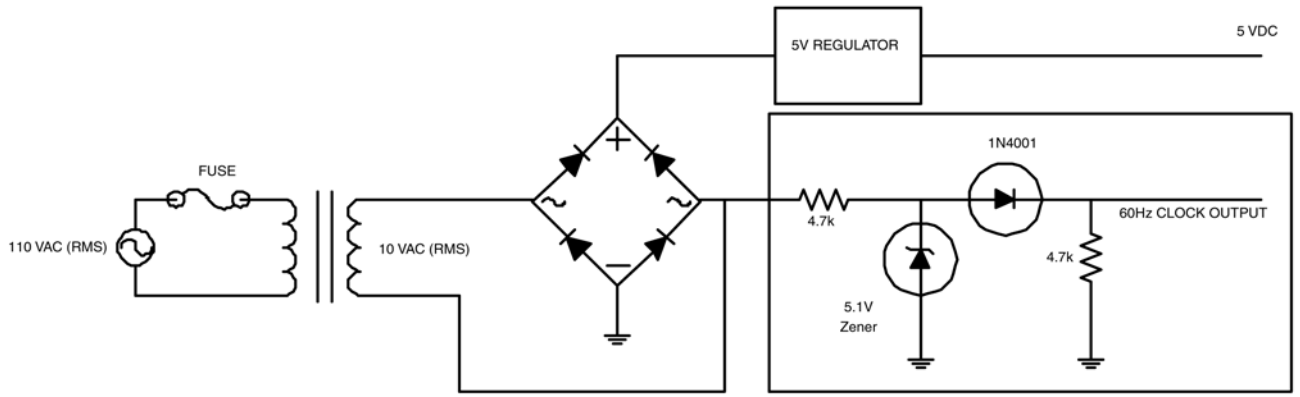 5 VDC
5V REGULATOR
1N4001
FUSE
4.7k
60Hz CLOCK OUTPUT
110 VAC (RMS)
10 VAC (RMS)
4.7k
5.1V
Zener